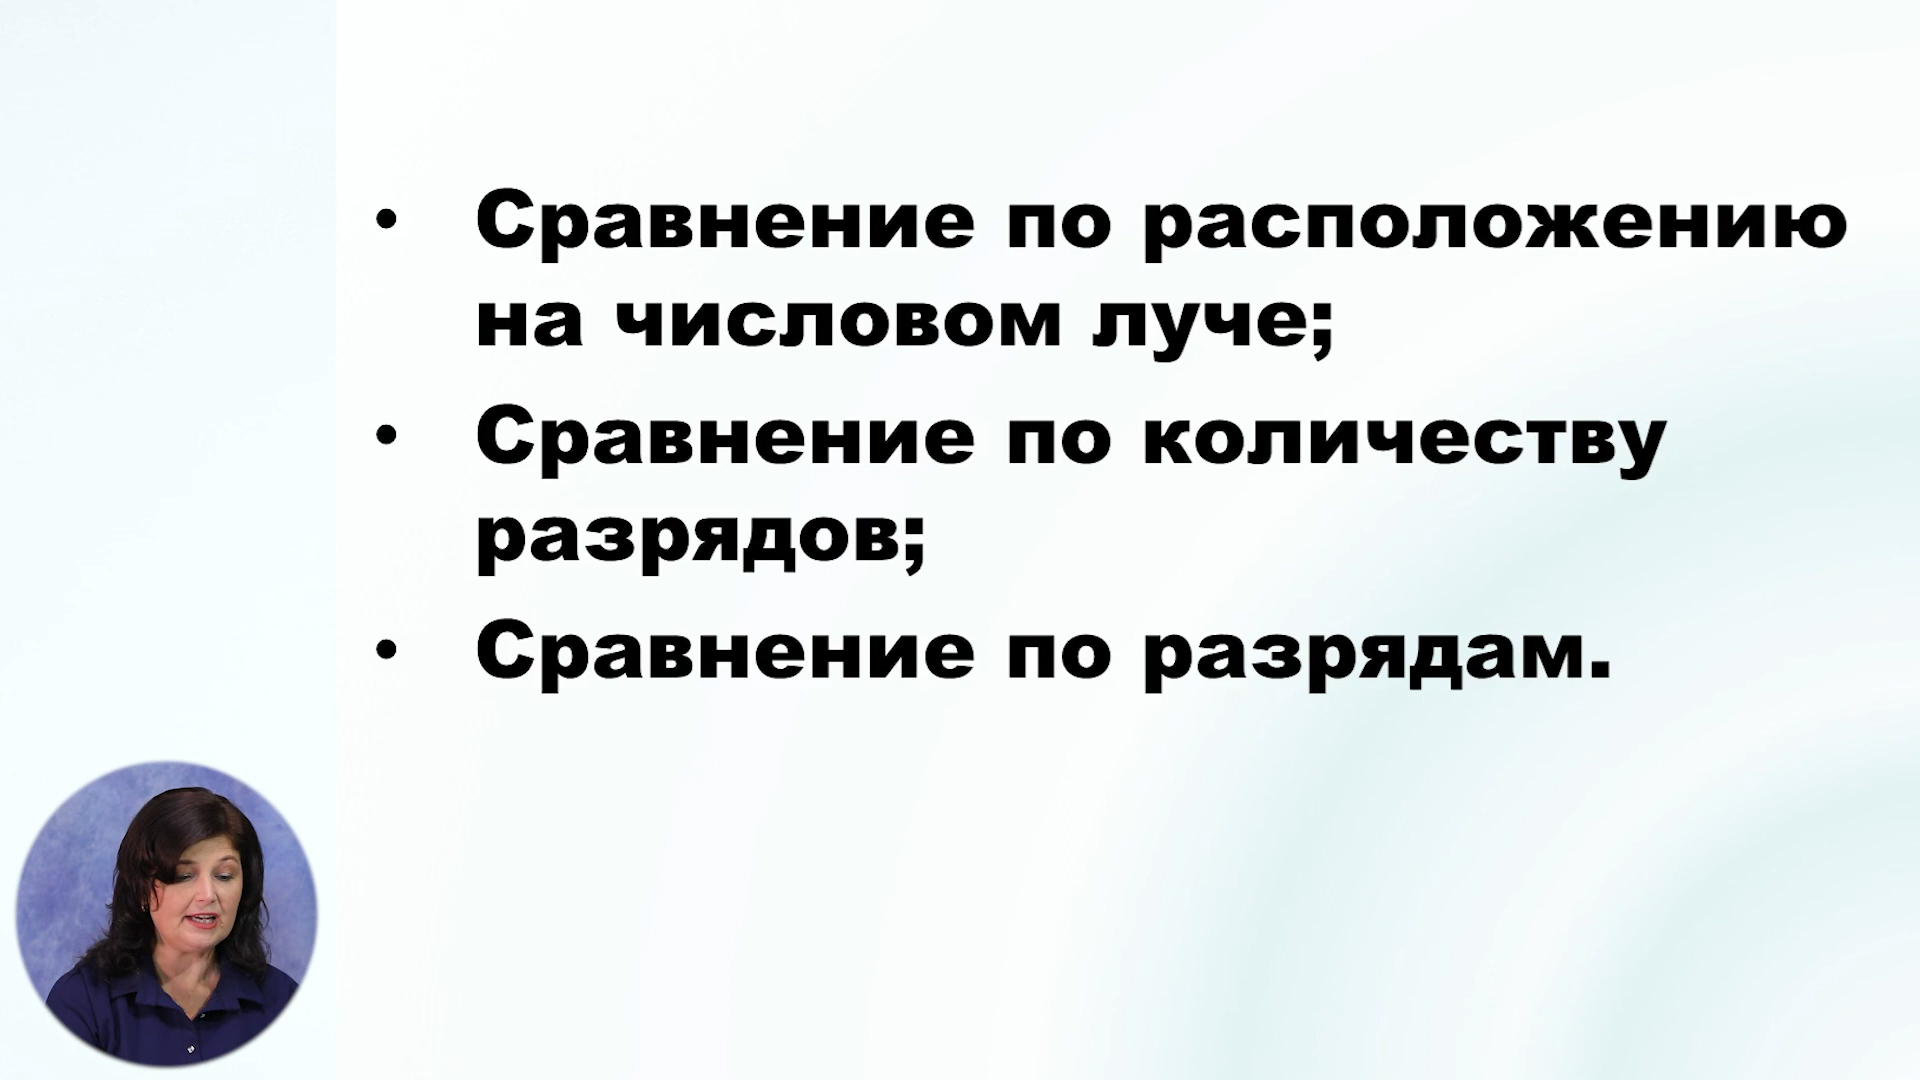 • Сравнение по расположению
на числовом луче;
• Сравнение по количеству
разрядов;
• Сравнение по разрядам.